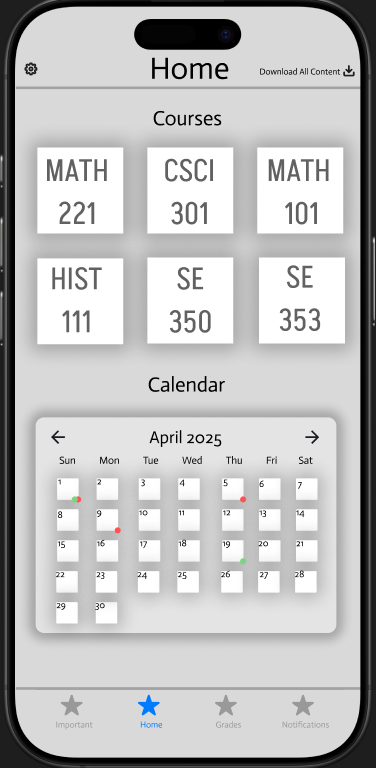 Home
Download All Content
Courses
MATH 221
CSCI 301
MATH 101
HIST 111
SE 350
SE 353
Calendar
April 2025
Sun Mon Tue Wed Thu Fri Sat
1 2 3 4 5 6 7
8 9 10 11 12 13 14
15 16 17 18 19 20 21
22 23 24 25 26 27 28
29 30
Important Home Grades Notifications